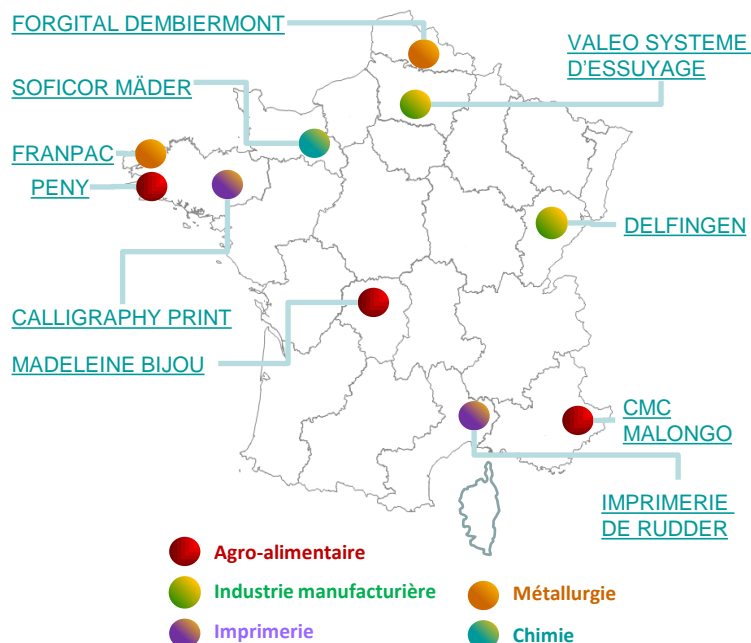 FORGITAL DEMBIERMONT
VALEO SYSTEME
D'ESSUYAGE
SOFICOR MÄDER
FRANPAC
PENY
DELFINGEN
CALLIGRAPHY PRINT
MADELEINE BIJOU
CMC
MALONGO
IMPRIMERIE
DE RUDDER
Agro-alimentaire
Industrie manufacturière
Métallurgie
Imprimerie
Chimie